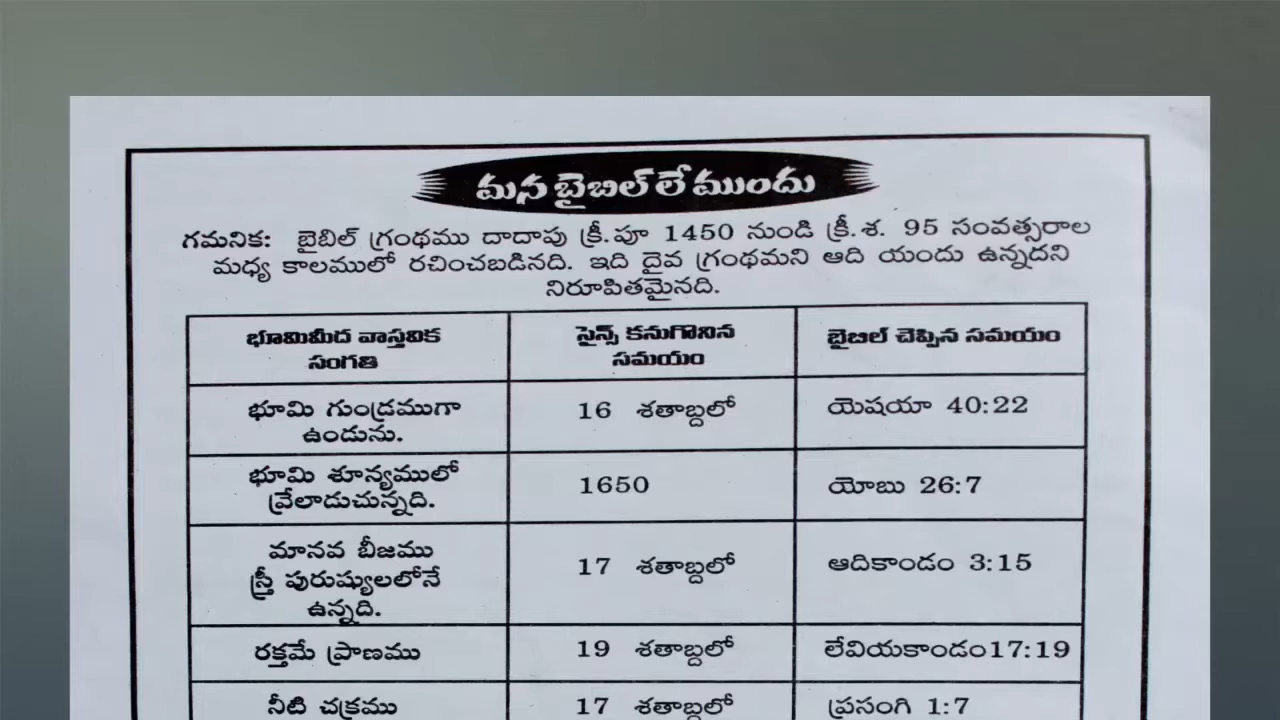 మన బైబిల్ లే ముందు
గమనిక: బైబిల్ గ్రంథము దాదాపు క్రీ.పూ 1450 నుండి క్రీ.శ. 95 సంవత్సరాల
మధ్య కాలములో రచించబడినది. ఇది దైవ గ్రంథమని ఆది యందు ఉన్నదని
నిరూపితమైనది.
భూమిమీద వాస్తవిక
సంగతి
సైన్స్ కనుగొనిన
సమయం
బైబిల్ చెప్పిన సమయం
భూమి గుండ్రముగా
ఉండును.
16 శతాబ్దలో
యెషయా 40:22
భూమి శూన్యములో
వ్రేలాడుచున్నది.
1650
యోబు 26:7
మానవ బీజము
స్త్రీ పురుష్యులలోనే
ఉన్నది.
17 శతాబ్దలో
ఆదికాండం 3:15
రక్తమే ప్రాణము
19 శతాబ్దలో
లేవియకాండం17:19
నీటి చక్రము
17 శతాబ్దలో
ప్రసంగి 1:7